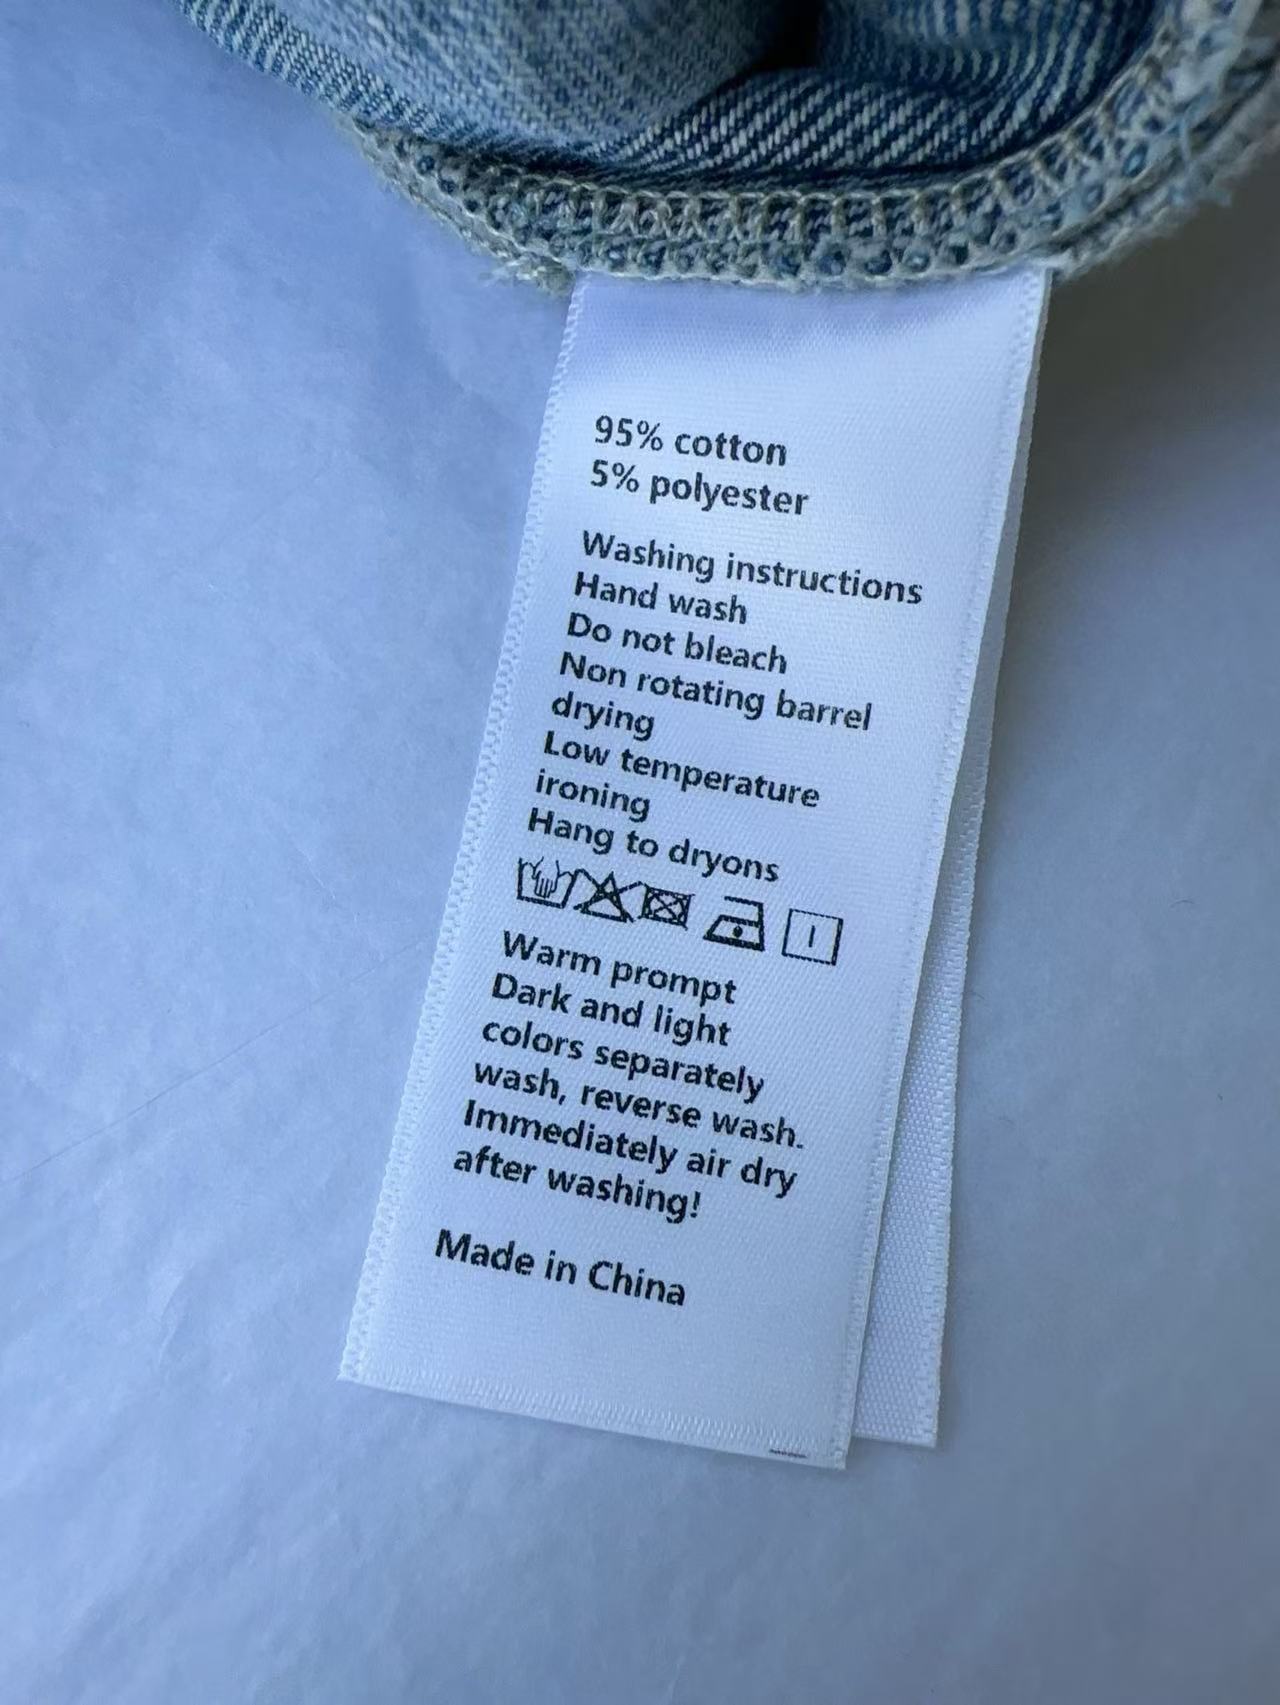 95% cotton
5% polyester
Washing instructions
Hand wash
Do not bleach
Non rotating barrel
drying
Low temperature
ironing
Hang to dryons
Warm prompt
Dark and light
colors separately
wash, reverse wash.
Immediately air dry
after washing!
Made in China